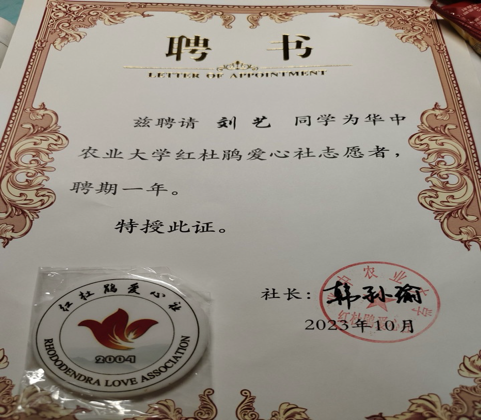 聘 书
LETTER OF APPOINTMENT
兹聘请 刘艺 同学为华中
农业大学红杜鹃爱心社志愿者，
聘期一年。
特授此证。
社长：韩孙瑜
2023年10月
红杜鹃爱心社
2004
RHODODENDRA LOVE ASSOCIATION